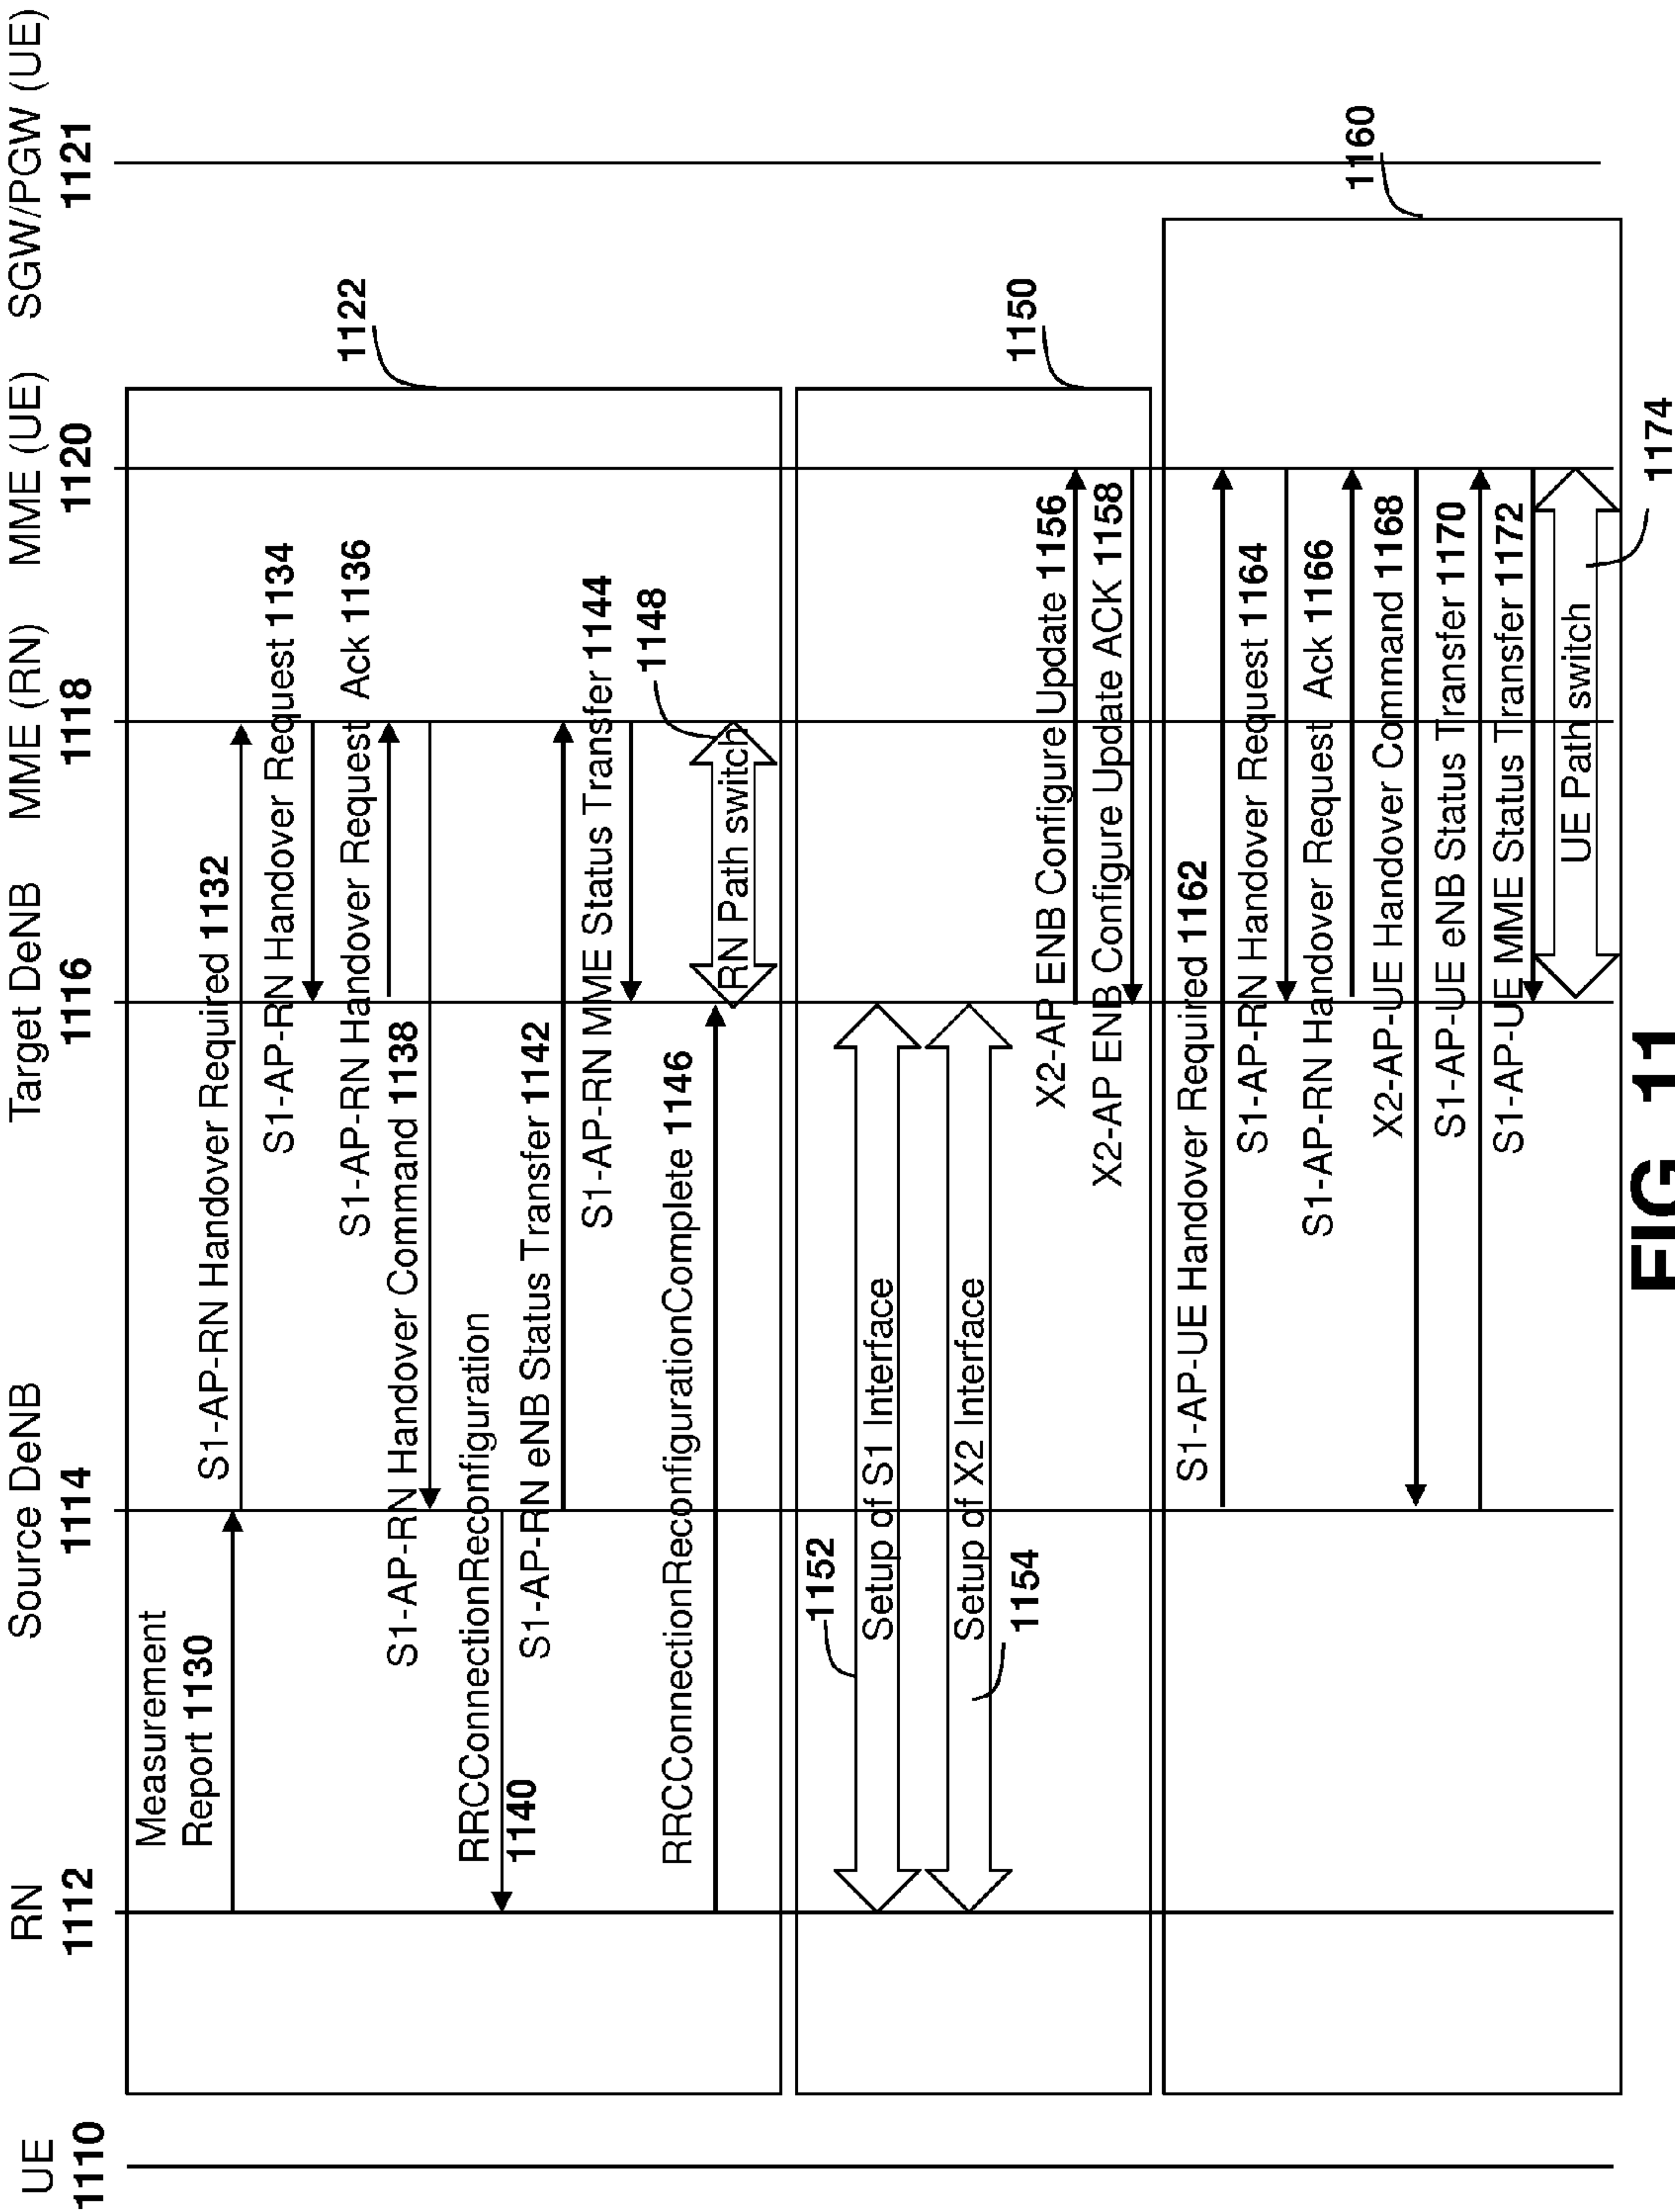 UE
1110
RN
1112
Source DeNB
1114
Target DeNB
1116
MME (RN)
1118
MME (UE)
1120
SGW/PGW (UE)
1121
1122
Measurement
Report 1130
S1-AP-RN Handover Required 1132
S1-AP-RN Handover Request 1134
S1-AP-RN Handover Request Ack 1136
S1-AP-RN Handover Command 1138
RRCConnectionReconfiguration
1140
S1-AP-RN eNB Status Transfer 1142
S1-AP-RN MME Status Transfer 1144
RRCConnectionReconfigurationComplete 1146
1148
RN Path switch
1150
1152
Setup of S1 Interface
Setup of X2 Interface
1154
X2-AP ENB Configure Update 1156
X2-AP ENB Configure Update ACK 1158
1160
S1-AP-UE Handover Required 1162
S1-AP-RN Handover Request 1164
S1-AP-RN Handover Request Ack 1166
X2-AP-UE Handover Command 1168
S1-AP-UE eNB Status Transfer 1170
S1-AP-UE MME Status Transfer 1172
UE Path switch
1174
FIG 11